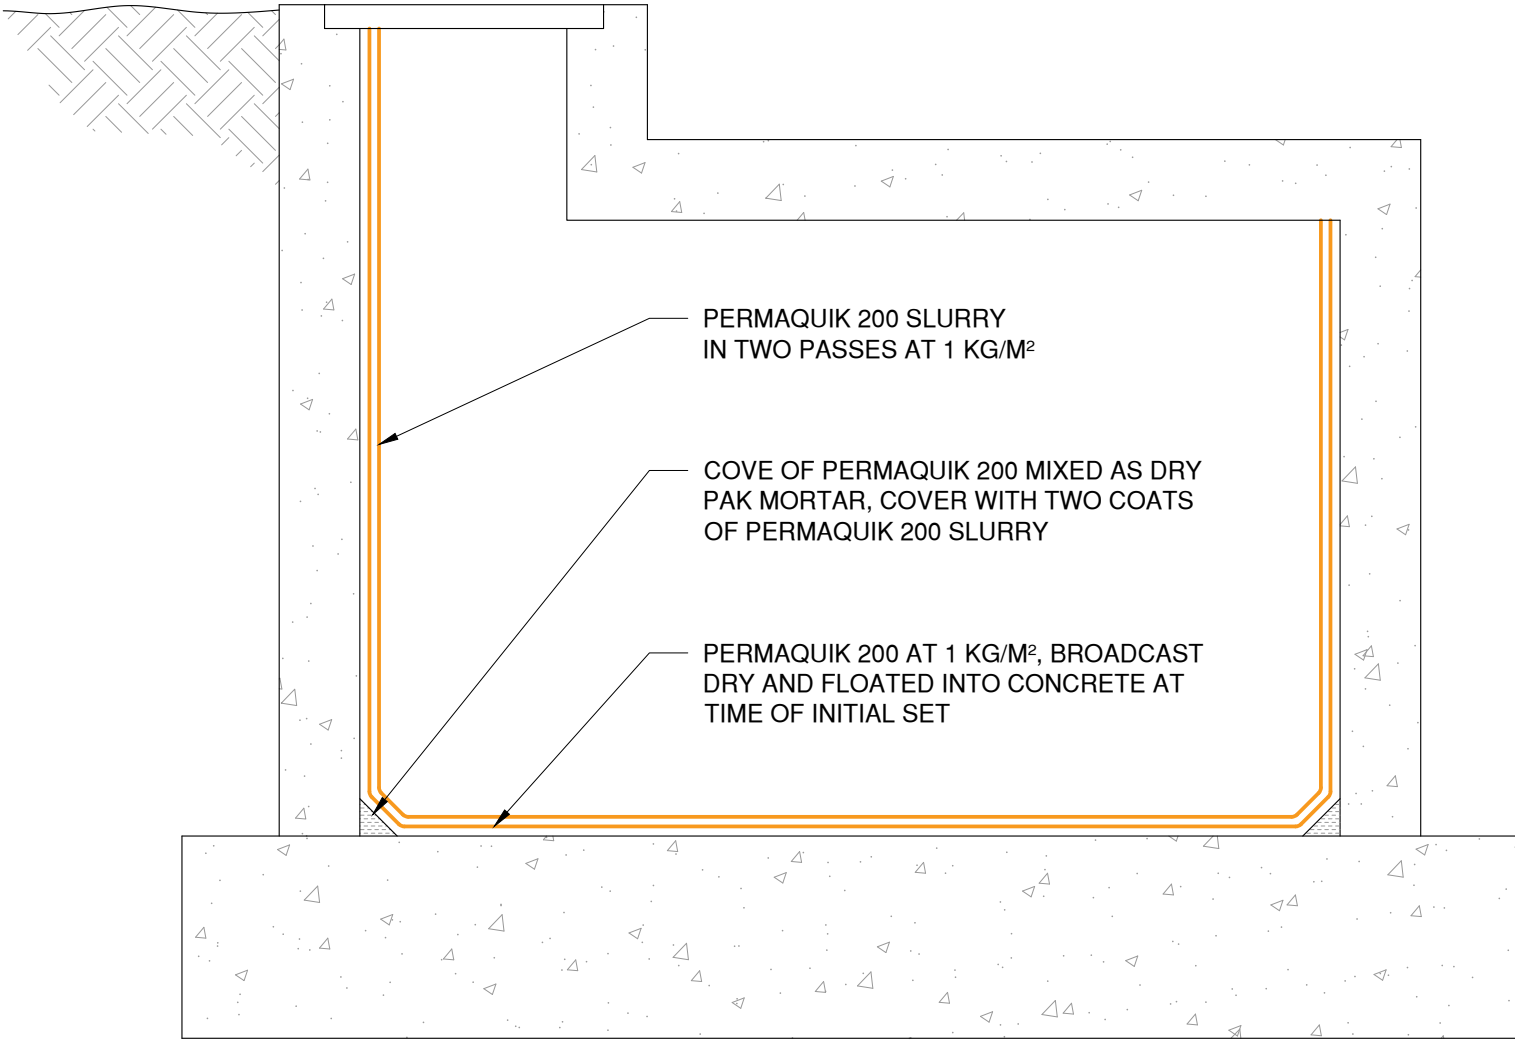 PERMAQUIK 200 SLURRY
IN TWO PASSES AT 1 KG/M²
COVE OF PERMAQUIK 200 MIXED AS DRY
PAK MORTAR, COVER WITH TWO COATS
OF PERMAQUIK 200 SLURRY
PERMAQUIK 200 AT 1 KG/M², BROADCAST
DRY AND FLOATED INTO CONCRETE AT
TIME OF INITIAL SET